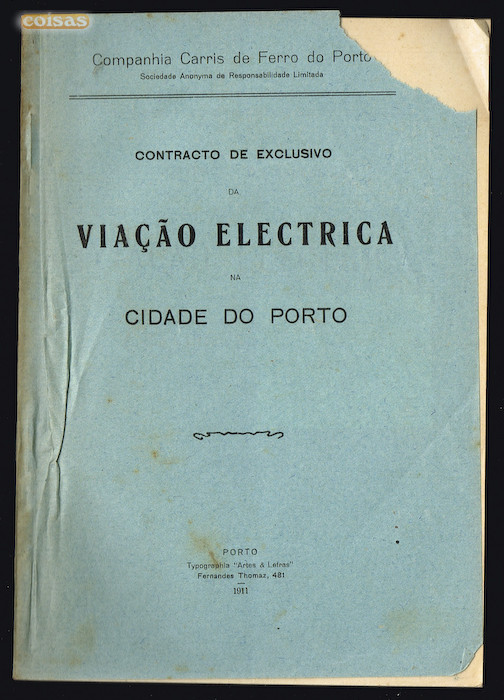 coisas
Companhia Carris de Ferro do Porto
Sociedade Anonyma de Responsabilidade Limitada
CONTRACTO DE EXCLUSIVO
DA
VIAÇÃO ELECTRICA
NA
CIDADE DO PORTO
PORTO
Typographia "Artes & Letras"
Fernandes Thomaz, 481
1911